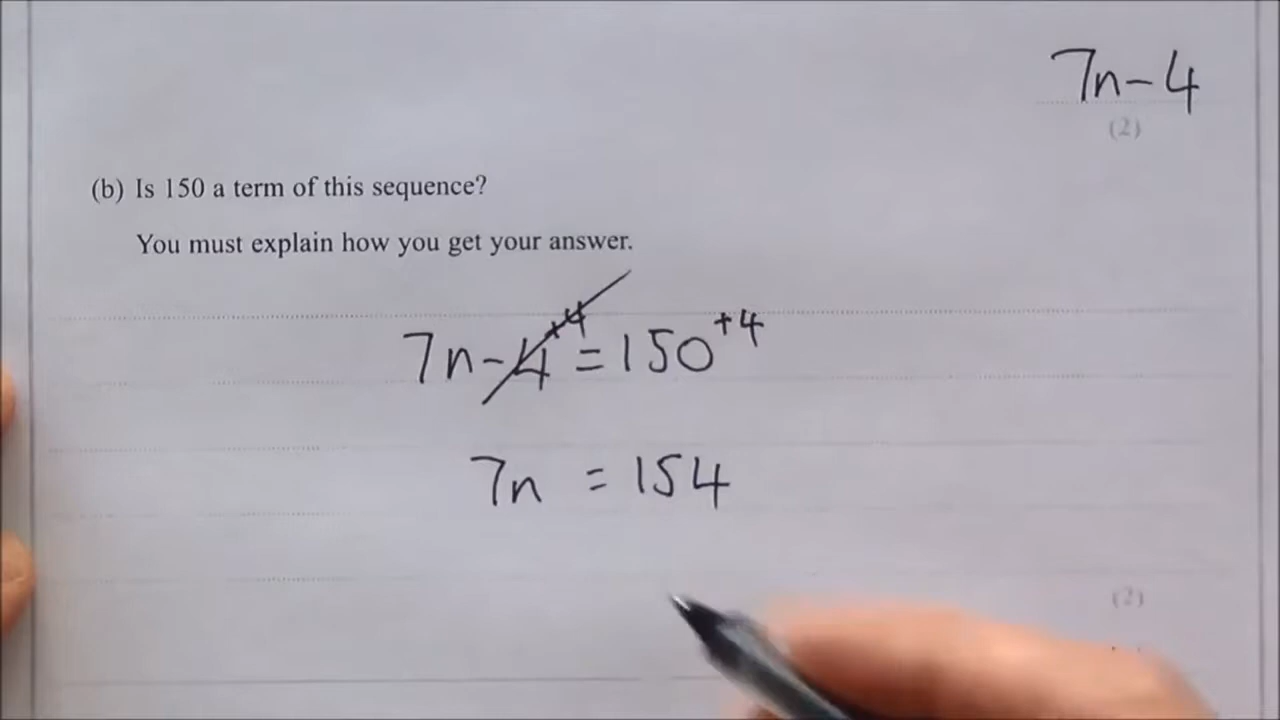 7n-4
(2)
(b) Is 150 a term of this sequence?
You must explain how you get your answer.
7n-4+4=150+4
7n = 154
(2)